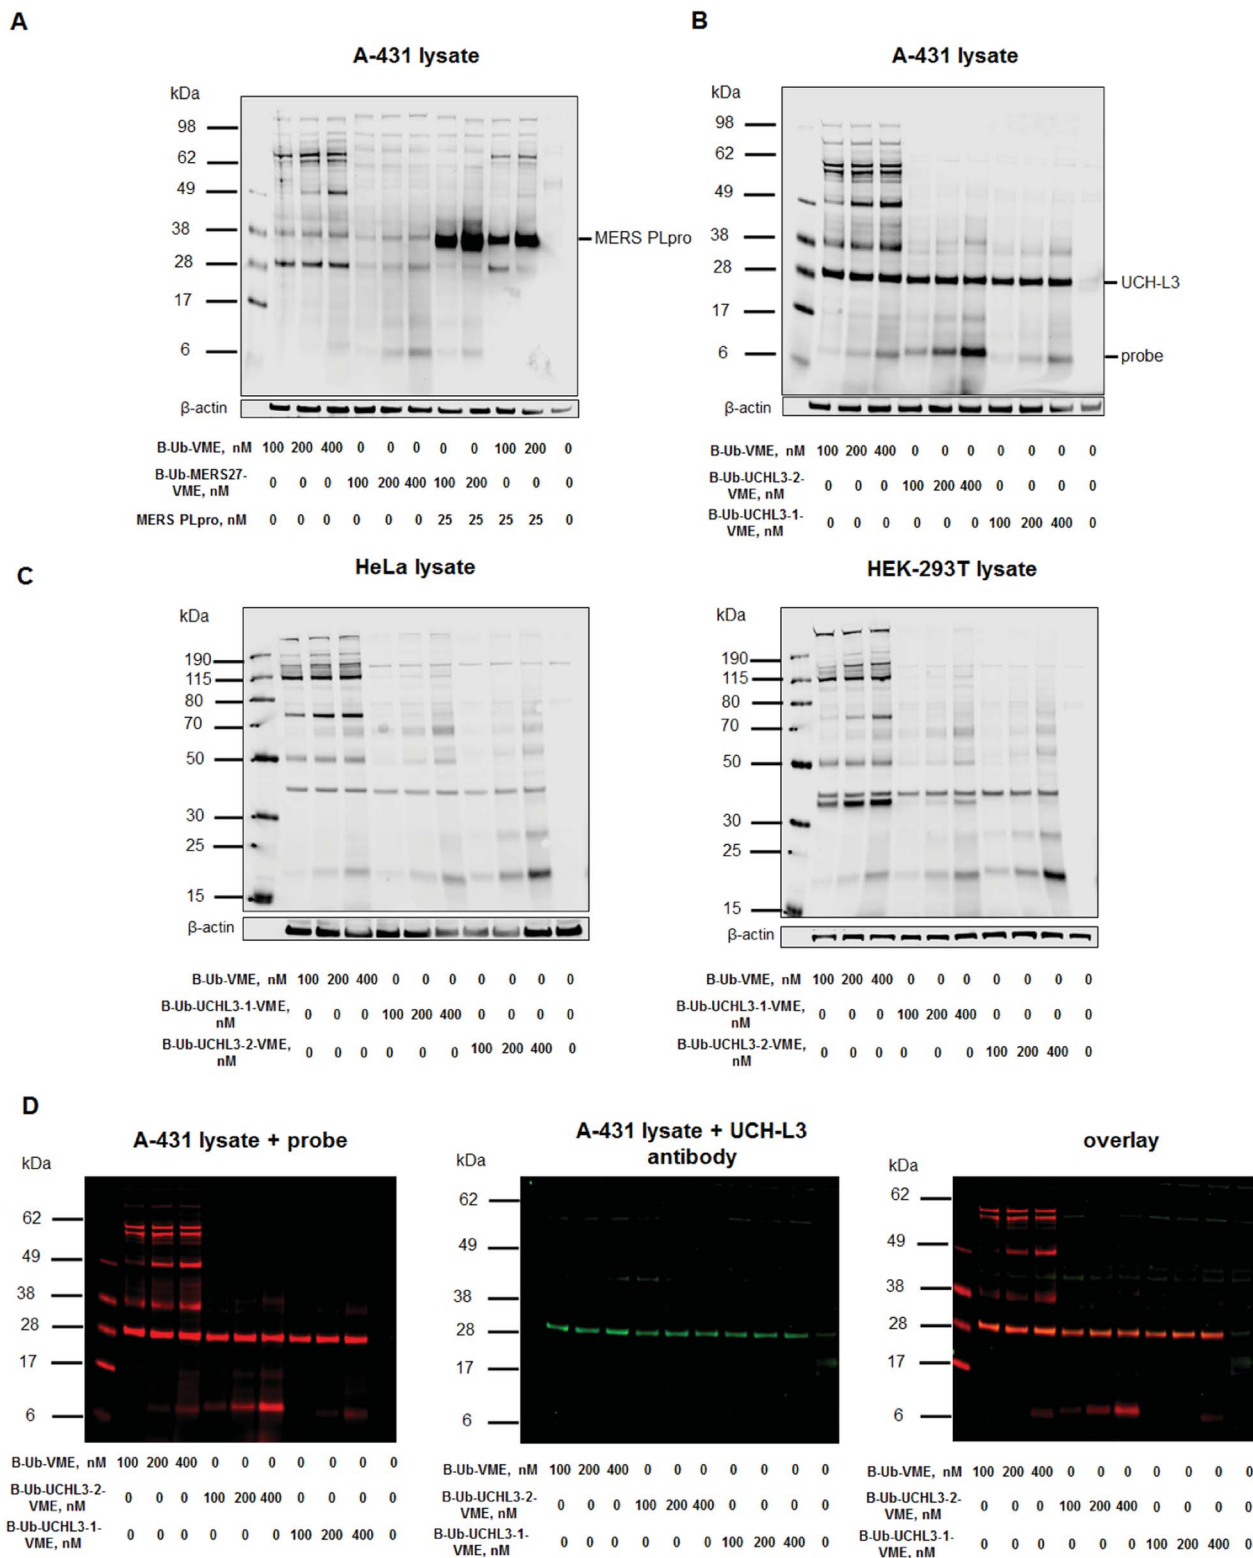 A
A-431 lysate
kDa
98
62
49
38
28
17
6
MERS PLpro
β-actin
B-Ub-VME, nM 100 200 400 0 0 0 0 0 100 200 0
B-Ub-MERS27-
VME, nM 0 0 0 100 200 400 100 200 0 0 0
MERS PLpro, nM 0 0 0 0 0 0 25 25 25 25 0
B
A-431 lysate
kDa
98
62
49
38
28
17
6
UCH-L3
probe
β-actin
B-Ub-VME, nM 100 200 400 0 0 0 0 0 0 0
B-Ub-UCHL3-2-
VME, nM 0 0 0 100 200 400 0 0 0 0
B-Ub-UCHL3-1-
VME, nM 0 0 0 0 0 0 100 200 400 0
C
HeLa lysate
kDa
190
115
80
70
50
30
25
15
β-actin
B-Ub-VME, nM 100 200 400 0 0 0 0 0 0 0
B-Ub-UCHL3-1-VME,
nM 0 0 0 100 200 400 0 0 0 0
B-Ub-UCHL3-2-VME,
nM 0 0 0 0 0 0 100 200 400 0
HEK-293T lysate
kDa
190
115
80
70
50
30
25
15
β-actin
B-Ub-VME, nM 100 200 400 0 0 0 0 0 0 0
B-Ub-UCHL3-1-VME,
nM 0 0 0 100 200 400 0 0 0 0
B-Ub-UCHL3-2-VME,
nM 0 0 0 0 0 0 100 200 400 0
D
A-431 lysate + probe
kDa
62
49
38
28
17
6
B-Ub-VME, nM 100 200 400 0 0 0 0 0 0 0
B-Ub-UCHL3-2-
VME, nM 0 0 0 100 200 400 0 0 0 0
B-Ub-UCHL3-1-
VME, nM 0 0 0 0 0 0 100 200 400 0
A-431 lysate + UCH-L3
antibody
kDa
62
49
38
28
17
6
B-Ub-VME, nM 100 200 400 0 0 0 0 0 0 0
B-Ub-UCHL3-2-
VME, nM 0 0 0 100 200 400 0 0 0 0
B-Ub-UCHL3-1-
VME, nM 0 0 0 0 0 0 100 200 400 0
overlay
kDa
62
49
38
28
17
6
B-Ub-VME, nM 100 200 400 0 0 0 0 0 0 0
B-Ub-UCHL3-2-
VME, nM 0 0 0 100 200 400 0 0 0 0
B-Ub-UCHL3-1-
VME, nM 0 0 0 0 0 0 100 200 400 0